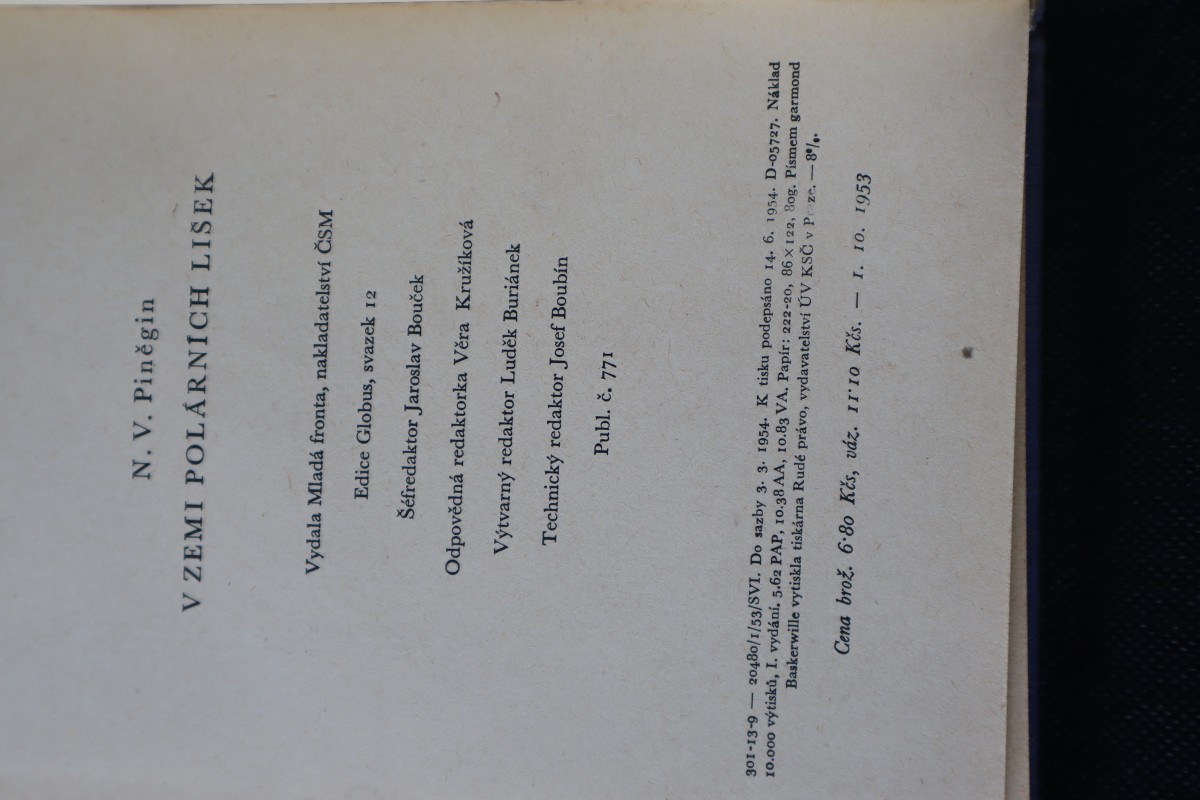 N. V. Piněgin
V ZEMI POLÁRNÍCH LIŠEK
Vydala Mladá fronta, nakladatelství ČSM
Edice Globus, svazek 12
Šéfredaktor Jaroslav Bouček
Odpovědná redaktorka Věra Kružíková
Výtvarný redaktor Luděk Buriánek
Technický redaktor Josef Boubín
Publ. č. 771
301-13-9 — 20480/1/53/SVI. Do sazby 3. 3. 1954. K tisku podepsáno 14. 6. 1954. D-05727. Náklad
10.000 výtisků, I. vydání. 5.62 PAP, 10.38 AA, 10.83 VA. Papír: 222-20, 86 × 122, 80g. Písmem garmond
Baskerwille vytiskla tiskárna Rudé právo, vydavatelství ÚV KSČ v Praze. — 8%.
Cena brož. 6·80 Kčs, váz. 11·10 Kčs. — 1. 10. 1953